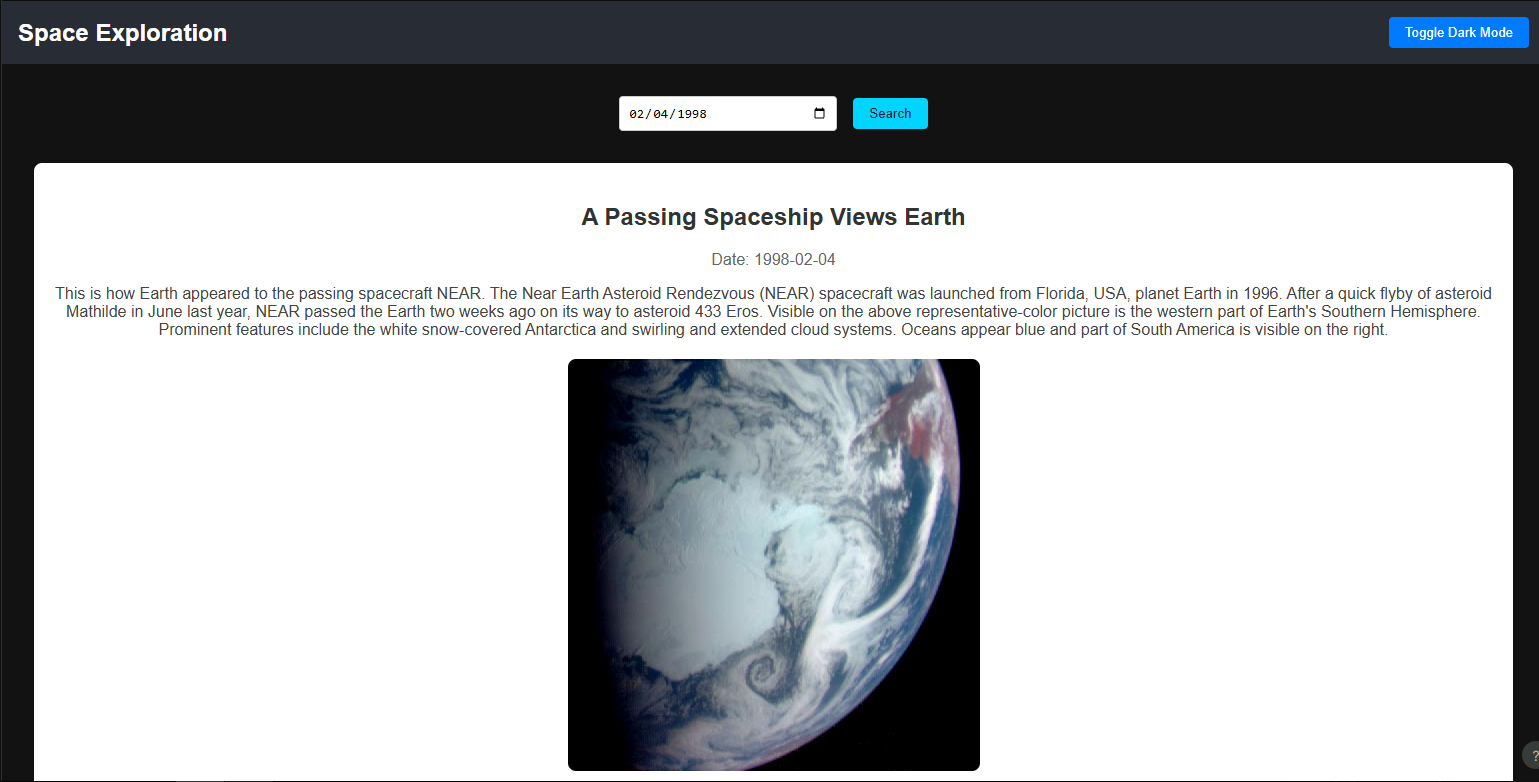 Space Exploration
Toggle Dark Mode
02/04/1998
Search
A Passing Spaceship Views Earth
Date: 1998-02-04
This is how Earth appeared to the passing spacecraft NEAR. The Near Earth Asteroid Rendezvous (NEAR) spacecraft was launched from Florida, USA, planet Earth in 1996. After a quick flyby of asteroid
Mathilde in June last year, NEAR passed the Earth two weeks ago on its way to asteroid 433 Eros. Visible on the above representative-color picture is the western part of Earth's Southern Hemisphere.
Prominent features include the white snow-covered Antarctica and swirling and extended cloud systems. Oceans appear blue and part of South America is visible on the right.
?